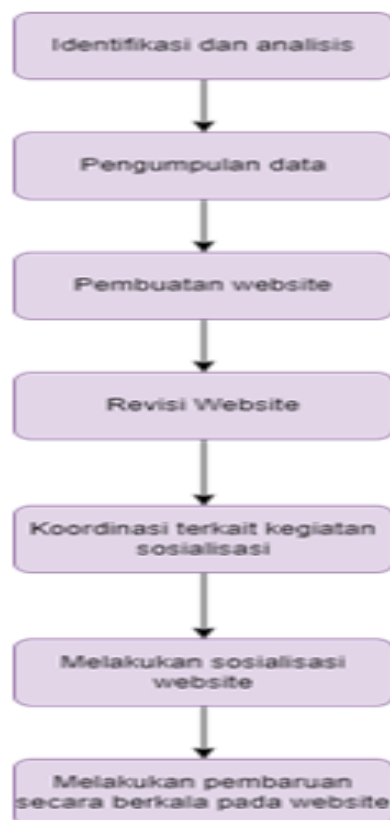 Identifikasi dan analisis
Pengumpulan data
Pembuatan website
Revisi Website
Koordinasi terkait kegiatan
sosialisasi
Melakukan sosialisasi
website
Melakukan pembaruan
secara berkala pada website